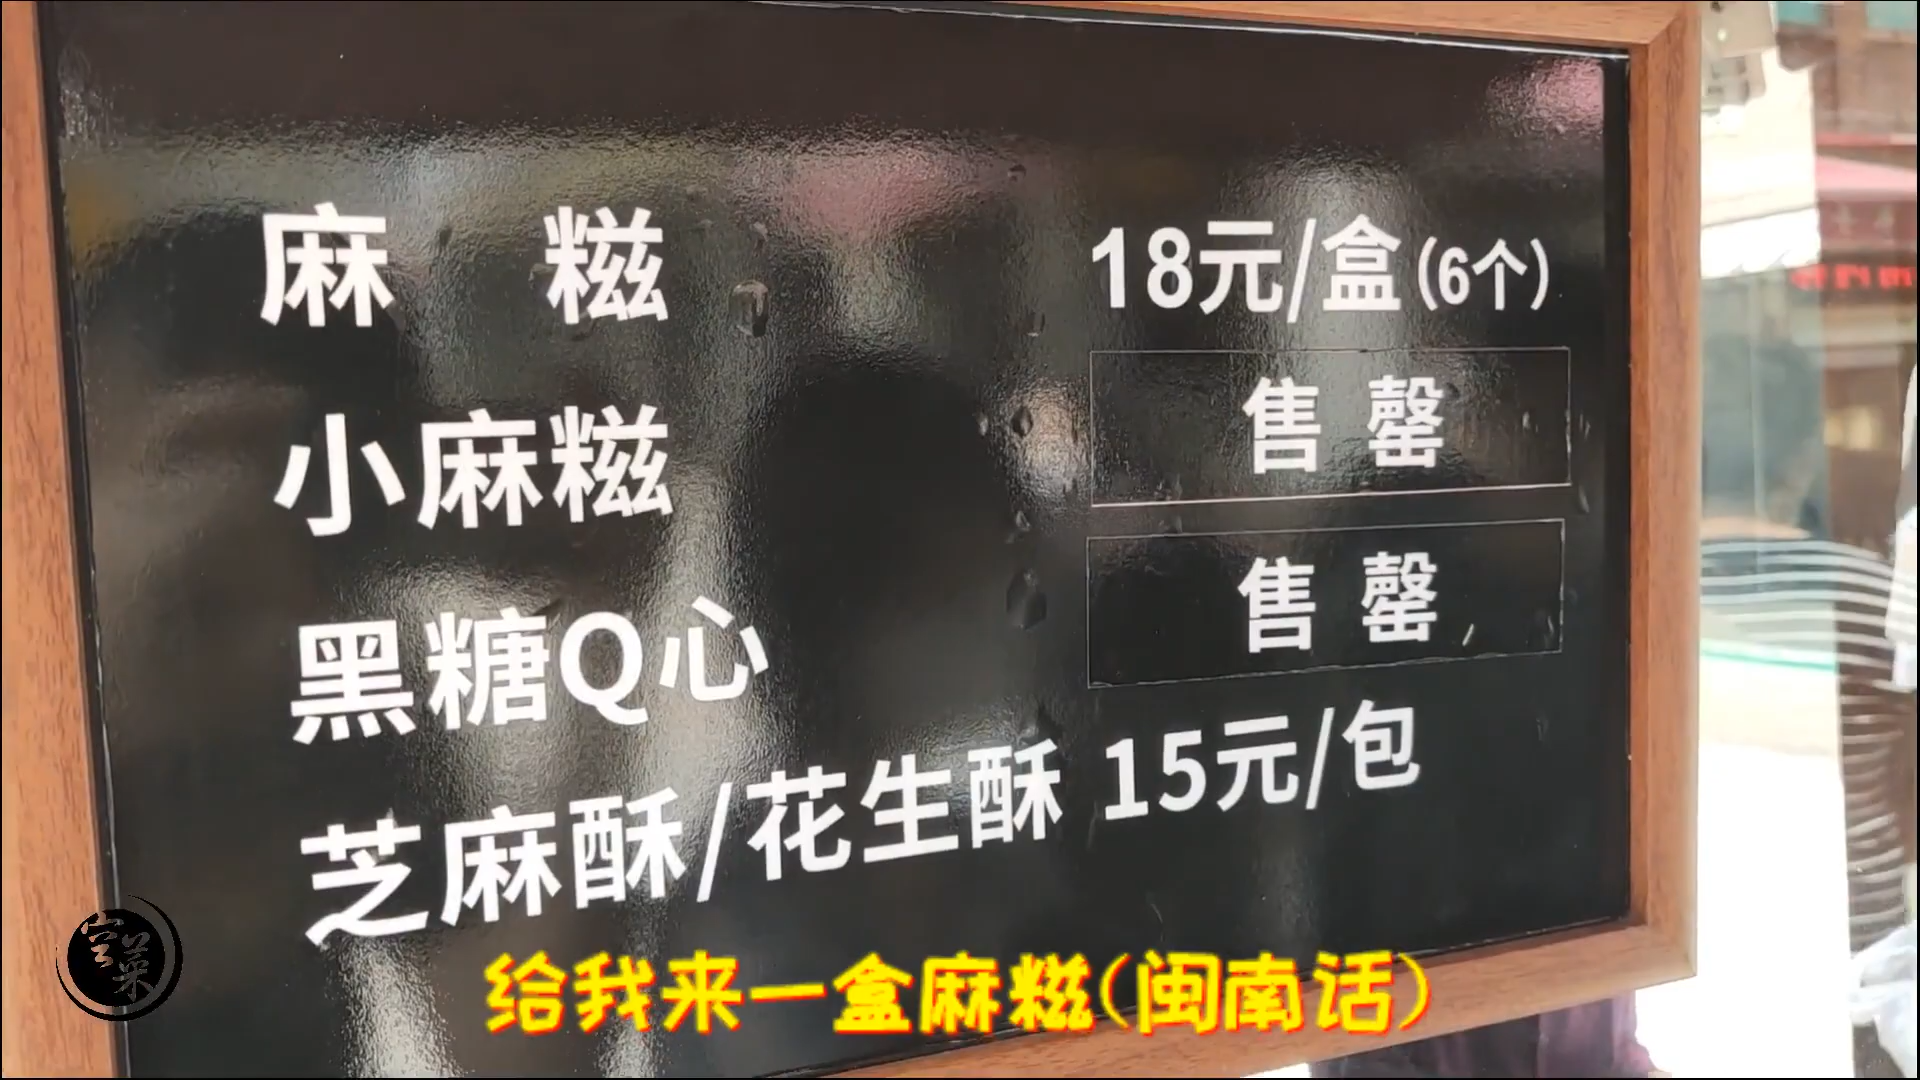 麻 糍 18元/盒(6个)
小麻糍 售罄
黑糖Q心 售罄
芝麻酥/花生酥 15元/包
空菜
给我来一盒麻糍(闽南话)